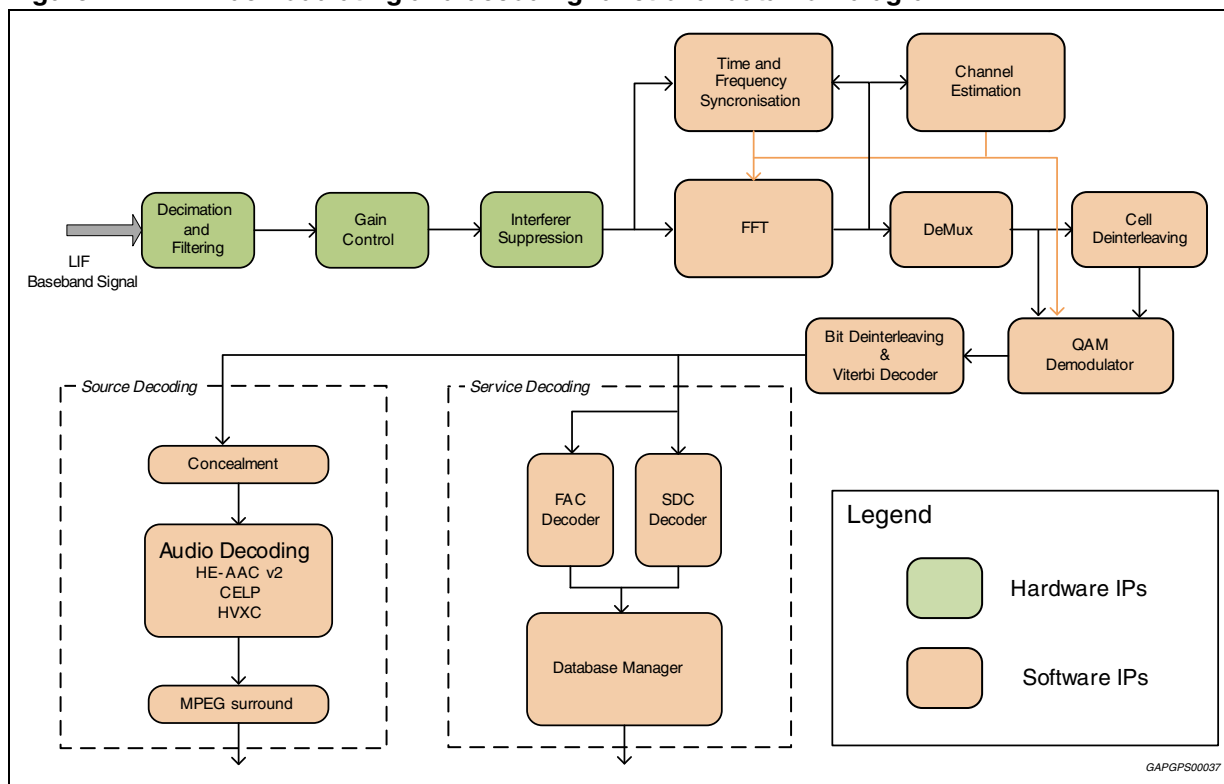 Time and
Frequency
Syncronisation
Channel
Estimation
Decimation
and
Filtering
Gain
Control
Interferer
Suppression
FFT
DeMux
Cell
Deinterleaving
LIF
Baseband Signal
Bit Deinterleaving
&
Viterbi Decoder
QAM
Demodulator
Source Decoding
Service Decoding
Concealment
FAC
Decoder
SDC
Decoder
Audio Decoding
HE-AAC v2
CELP
HVXC
Database Manager
MPEG surround
Legend
Hardware IPs
Software IPs
GAPGPS00037